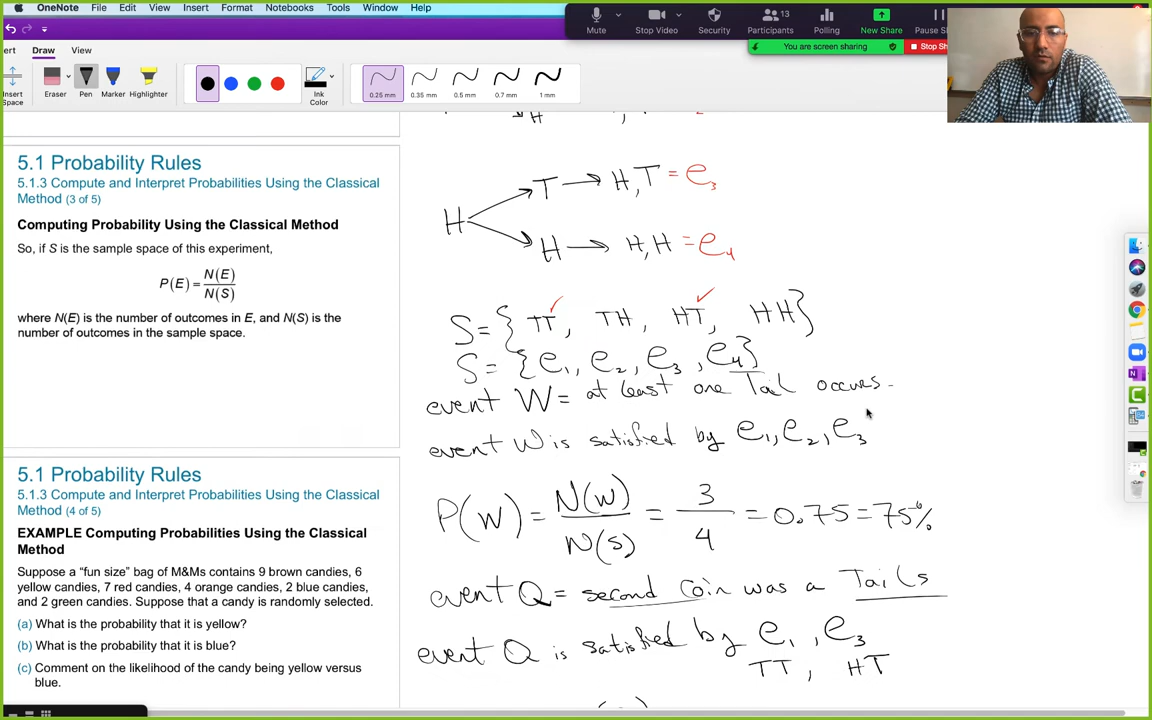 OneNote File Edit View Insert Format Notebooks Tools Window Help
Mute Stop Video Security 13 Participants Polling New Share Pause Sh
You are screen sharing Stop Sh
ert Draw View
Insert Space Eraser Pen Marker Highlighter Ink Color 0.25 mm 0.35 mm 0.5 mm 0.7 mm 1 mm
5.1 Probability Rules
5.1.3 Compute and Interpret Probabilities Using the Classical
Method (3 of 5)
Computing Probability Using the Classical Method
So, if S is the sample space of this experiment,
P(E) = N(E) / N(S)
where N(E) is the number of outcomes in E, and N(S) is the
number of outcomes in the sample space.
5.1 Probability Rules
5.1.3 Compute and Interpret Probabilities Using the Classical
Method (4 of 5)
EXAMPLE Computing Probabilities Using the Classical
Method
Suppose a “fun size” bag of M&Ms contains 9 brown candies, 6
yellow candies, 7 red candies, 4 orange candies, 2 blue candies,
and 2 green candies. Suppose that a candy is randomly selected.
(a) What is the probability that it is yellow?
(b) What is the probability that it is blue?
(c) Comment on the likelihood of the candy being yellow versus
blue.
T → H,T = e₃
H
H → H,H = e₄
S = { TT, TH, HT, HH }
S = { e₁, e₂, e₃, e₄ }
event W = at least one Tail occurs.
event W is satisfied by e₁, e₂, e₃
P(W) = N(W) / N(S) = 3 / 4 = 0.75 = 75%
event Q = second coin was a Tails
event Q is satisfied by e₁, e₃
TT, HT